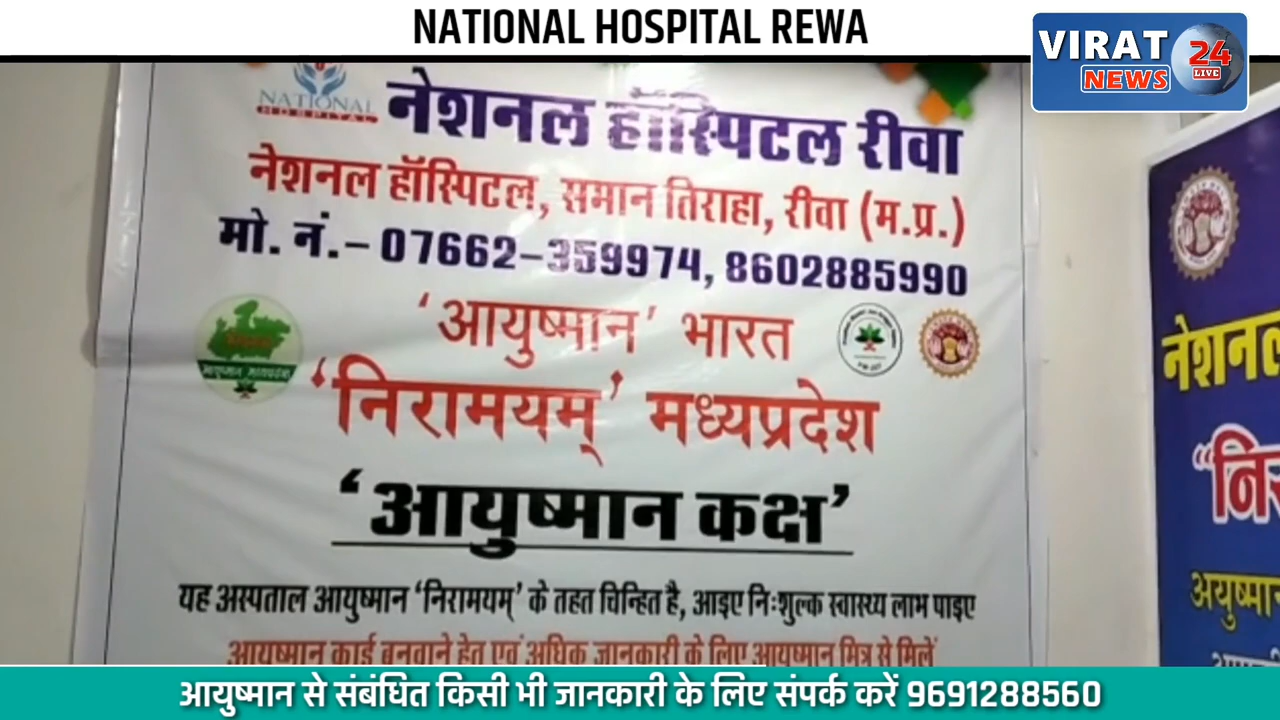 NATIONAL HOSPITAL REWA
VIRAT 24
NEWS LIVE
NATIONAL
HOSPITAL
नेशनल हॉस्पिटल रीवा
नेशनल हॉस्पिटल, समान तिराहा, रीवा (म.प्र.)
मो. नं.– 07662–359974, 8602885990
‘आयुष्मान’ भारत
‘निरामयम्’ मध्यप्रदेश
‘आयुष्मान कक्ष’
यह अस्पताल आयुष्मान ‘निरामयम्’ के तहत चिन्हित है, आइए निःशुल्क स्वास्थ्य लाभ पाइए
आयुष्मान कार्ड बनवाने हेतु एवं अधिक जानकारी के लिए आयुष्मान मित्र से मिलें
नेशनल
“नि
आयुष्मान से संबंधित किसी भी जानकारी के लिए संपर्क करें 9691288560